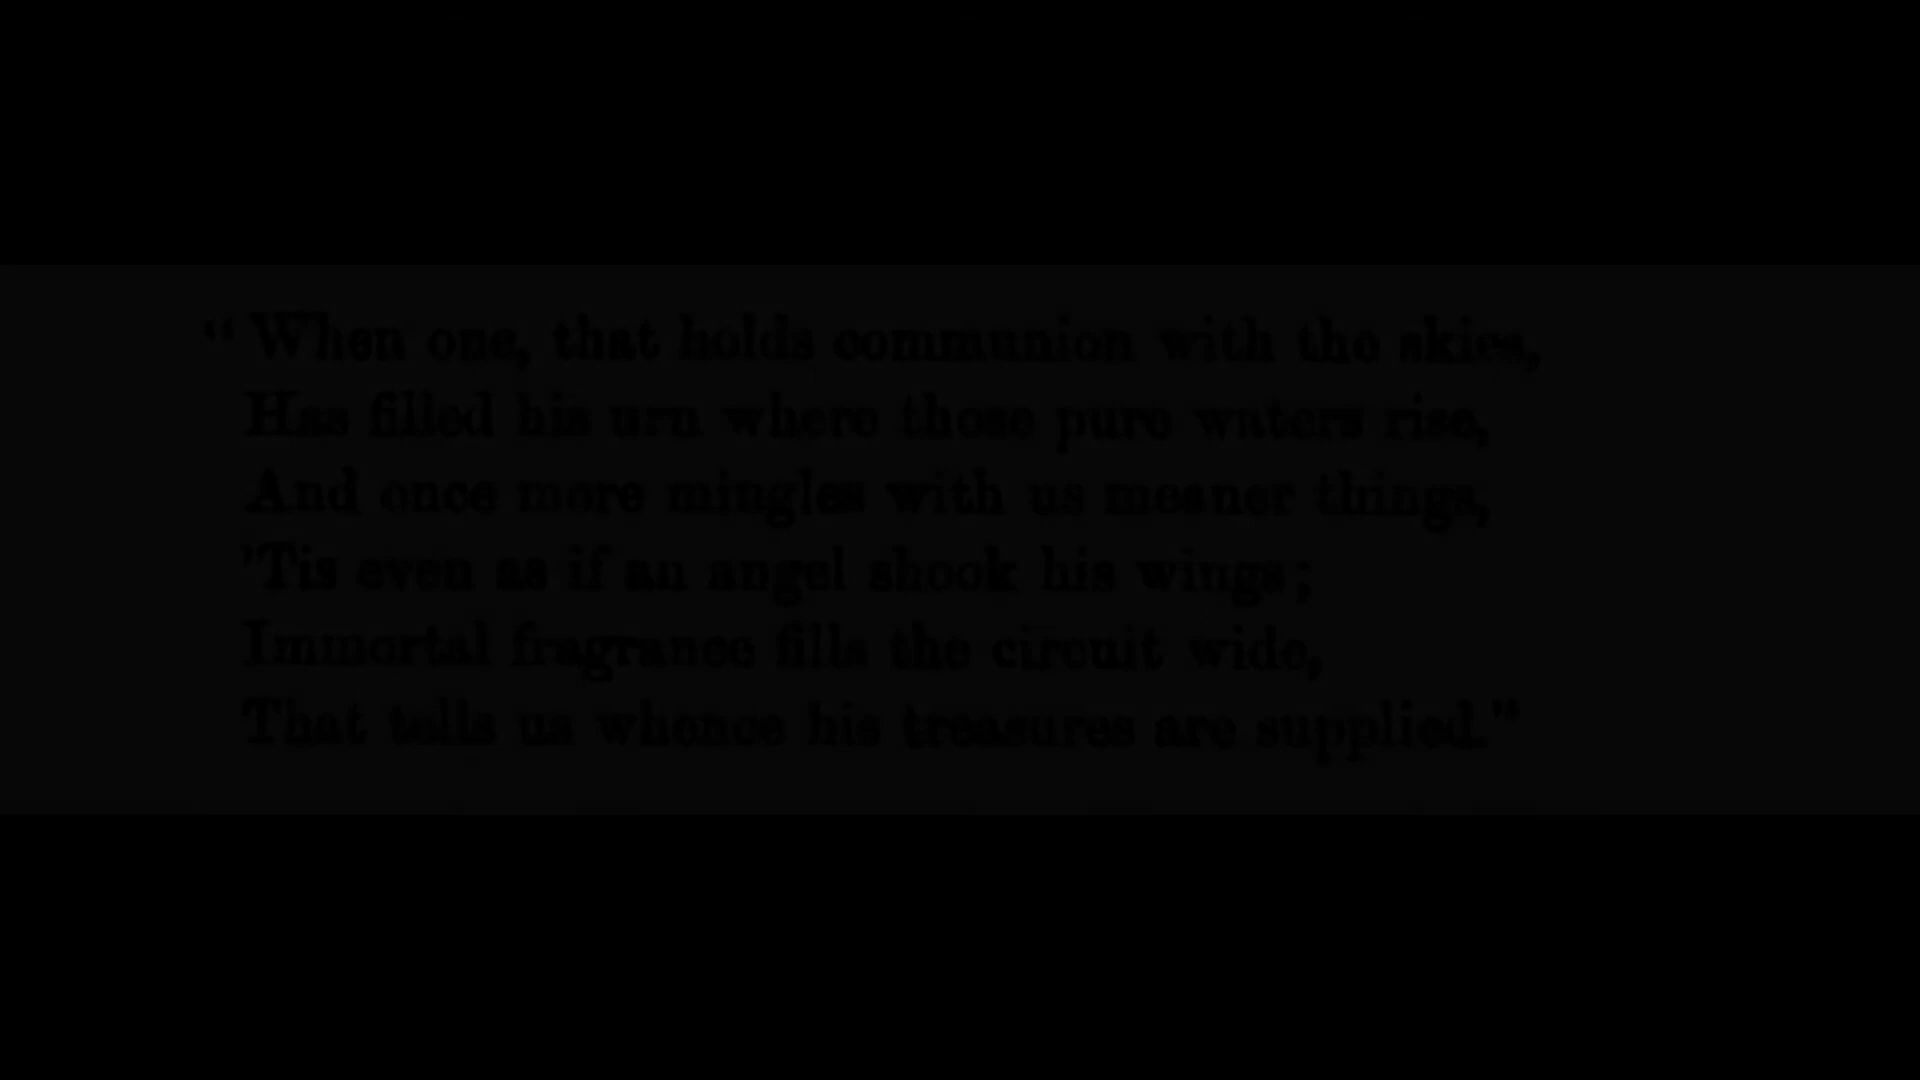 “When one, that holds communion with the skies,
Has filled his urn where those pure waters rise,
And once more mingles with us meaner things,
'Tis even as if an angel shook his wings;
Immortal fragrance fills the circuit wide,
That tells us whence his treasures are supplied.”